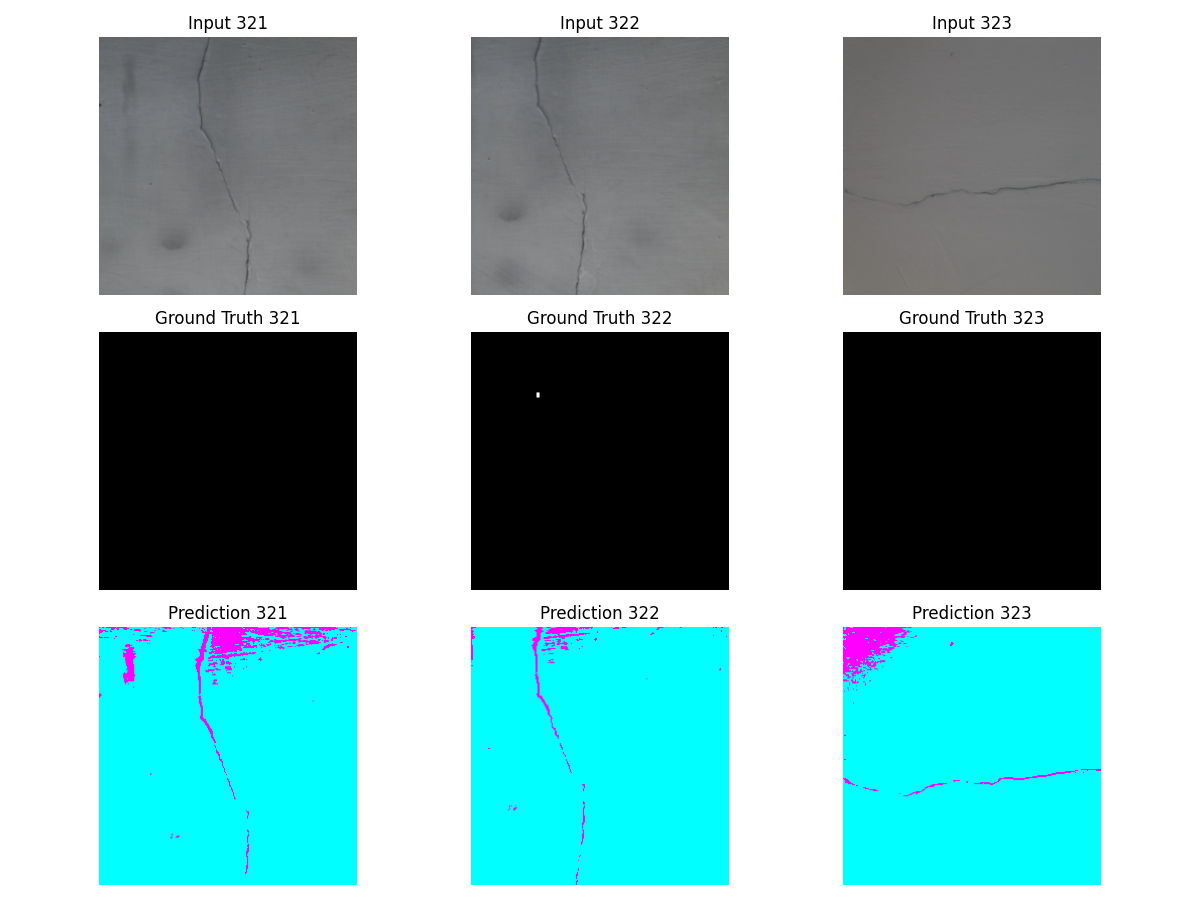 Input 321
Input 322
Input 323
Ground Truth 321
Ground Truth 322
Ground Truth 323
Prediction 321
Prediction 322
Prediction 323